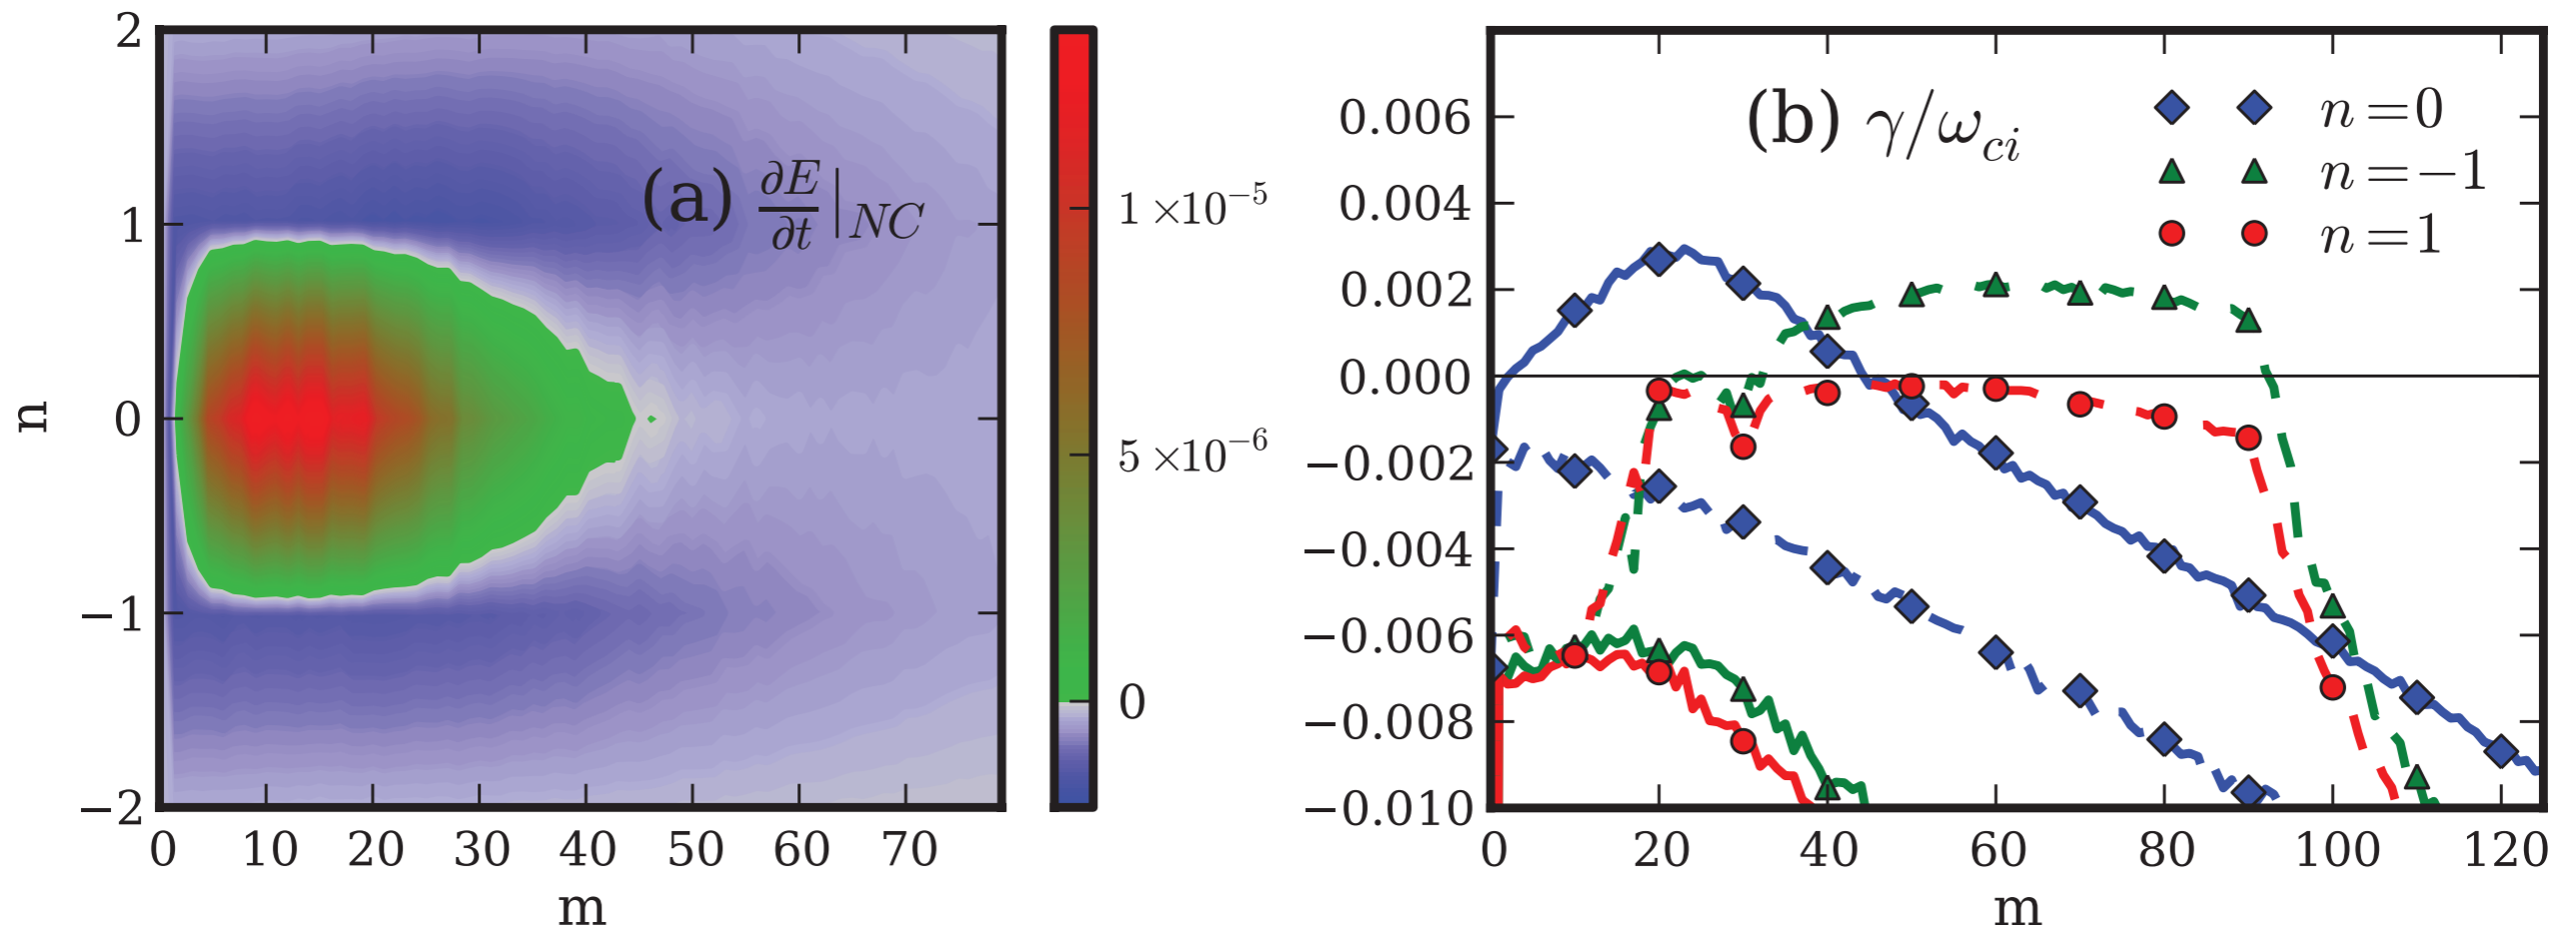 (a) ∂E/∂t|NC
2
1
0
−1
−2
n
0 10 20 30 40 50 60 70
m
1×10⁻⁵
5×10⁻⁶
0
(b) γ/ωci
n=0
n=−1
n=1
0.006
0.004
0.002
0.000
−0.002
−0.004
−0.006
−0.008
−0.010
0 20 40 60 80 100 120
m